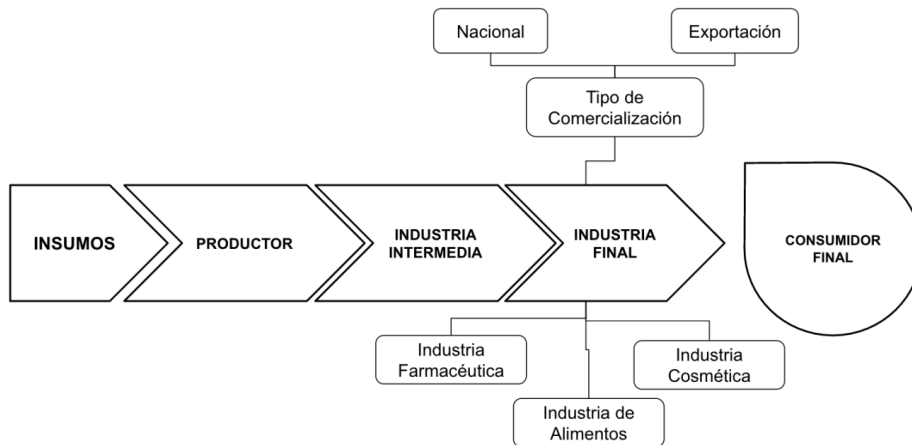 Nacional
Exportación
Tipo de
Comercialización
INSUMOS
PRODUCTOR
INDUSTRIA
INTERMEDIA
INDUSTRIA
FINAL
CONSUMIDOR
FINAL
Industria
Farmacéutica
Industria
Cosmética
Industria de
Alimentos